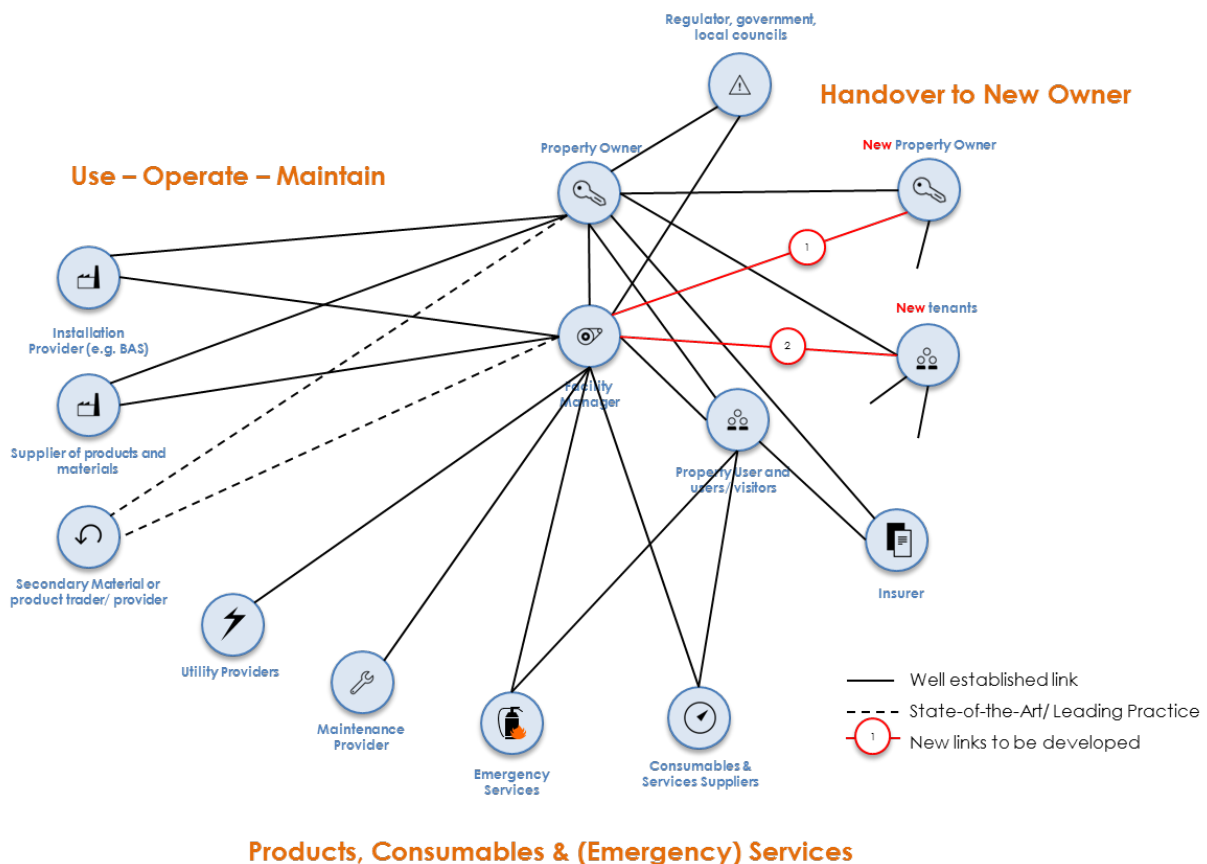 Regulator, government,
local councils
Handover to New Owner
Property Owner
New Property Owner
Use – Operate – Maintain
1
Installation
Provider (e.g. BAS)
New tenants
2
Facility
Manager
Supplier of products and
materials
Property User and
users/ visitors
Secondary Material or
product trader/ provider
Insurer
Utility Providers
Maintenance
Provider
Emergency
Services
Consumables &
Services Suppliers
Well established link
State-of-the-Art/ Leading Practice
1
New links to be developed
Products, Consumables & (Emergency) Services